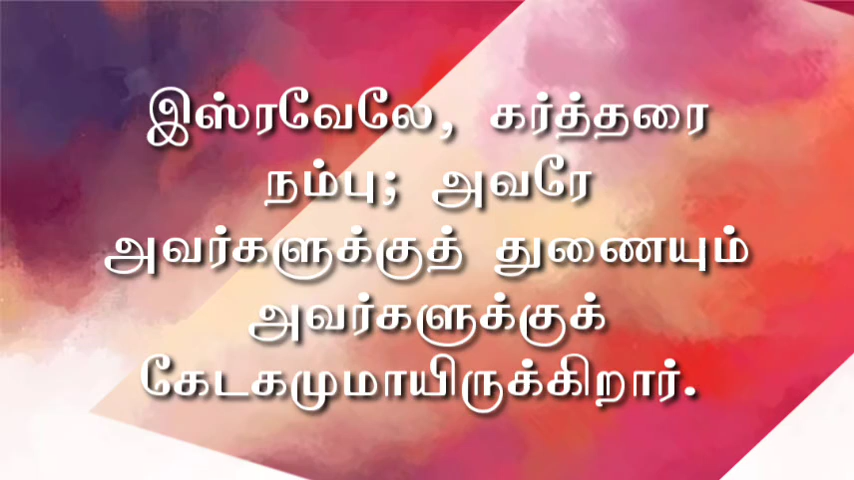 இஸ்ரவேலே, கர்த்தரை
நம்பு; அவரே
அவர்களுக்குத் துணையும்
அவர்களுக்குக்
கேடகமுமாயிருக்கிறார்.